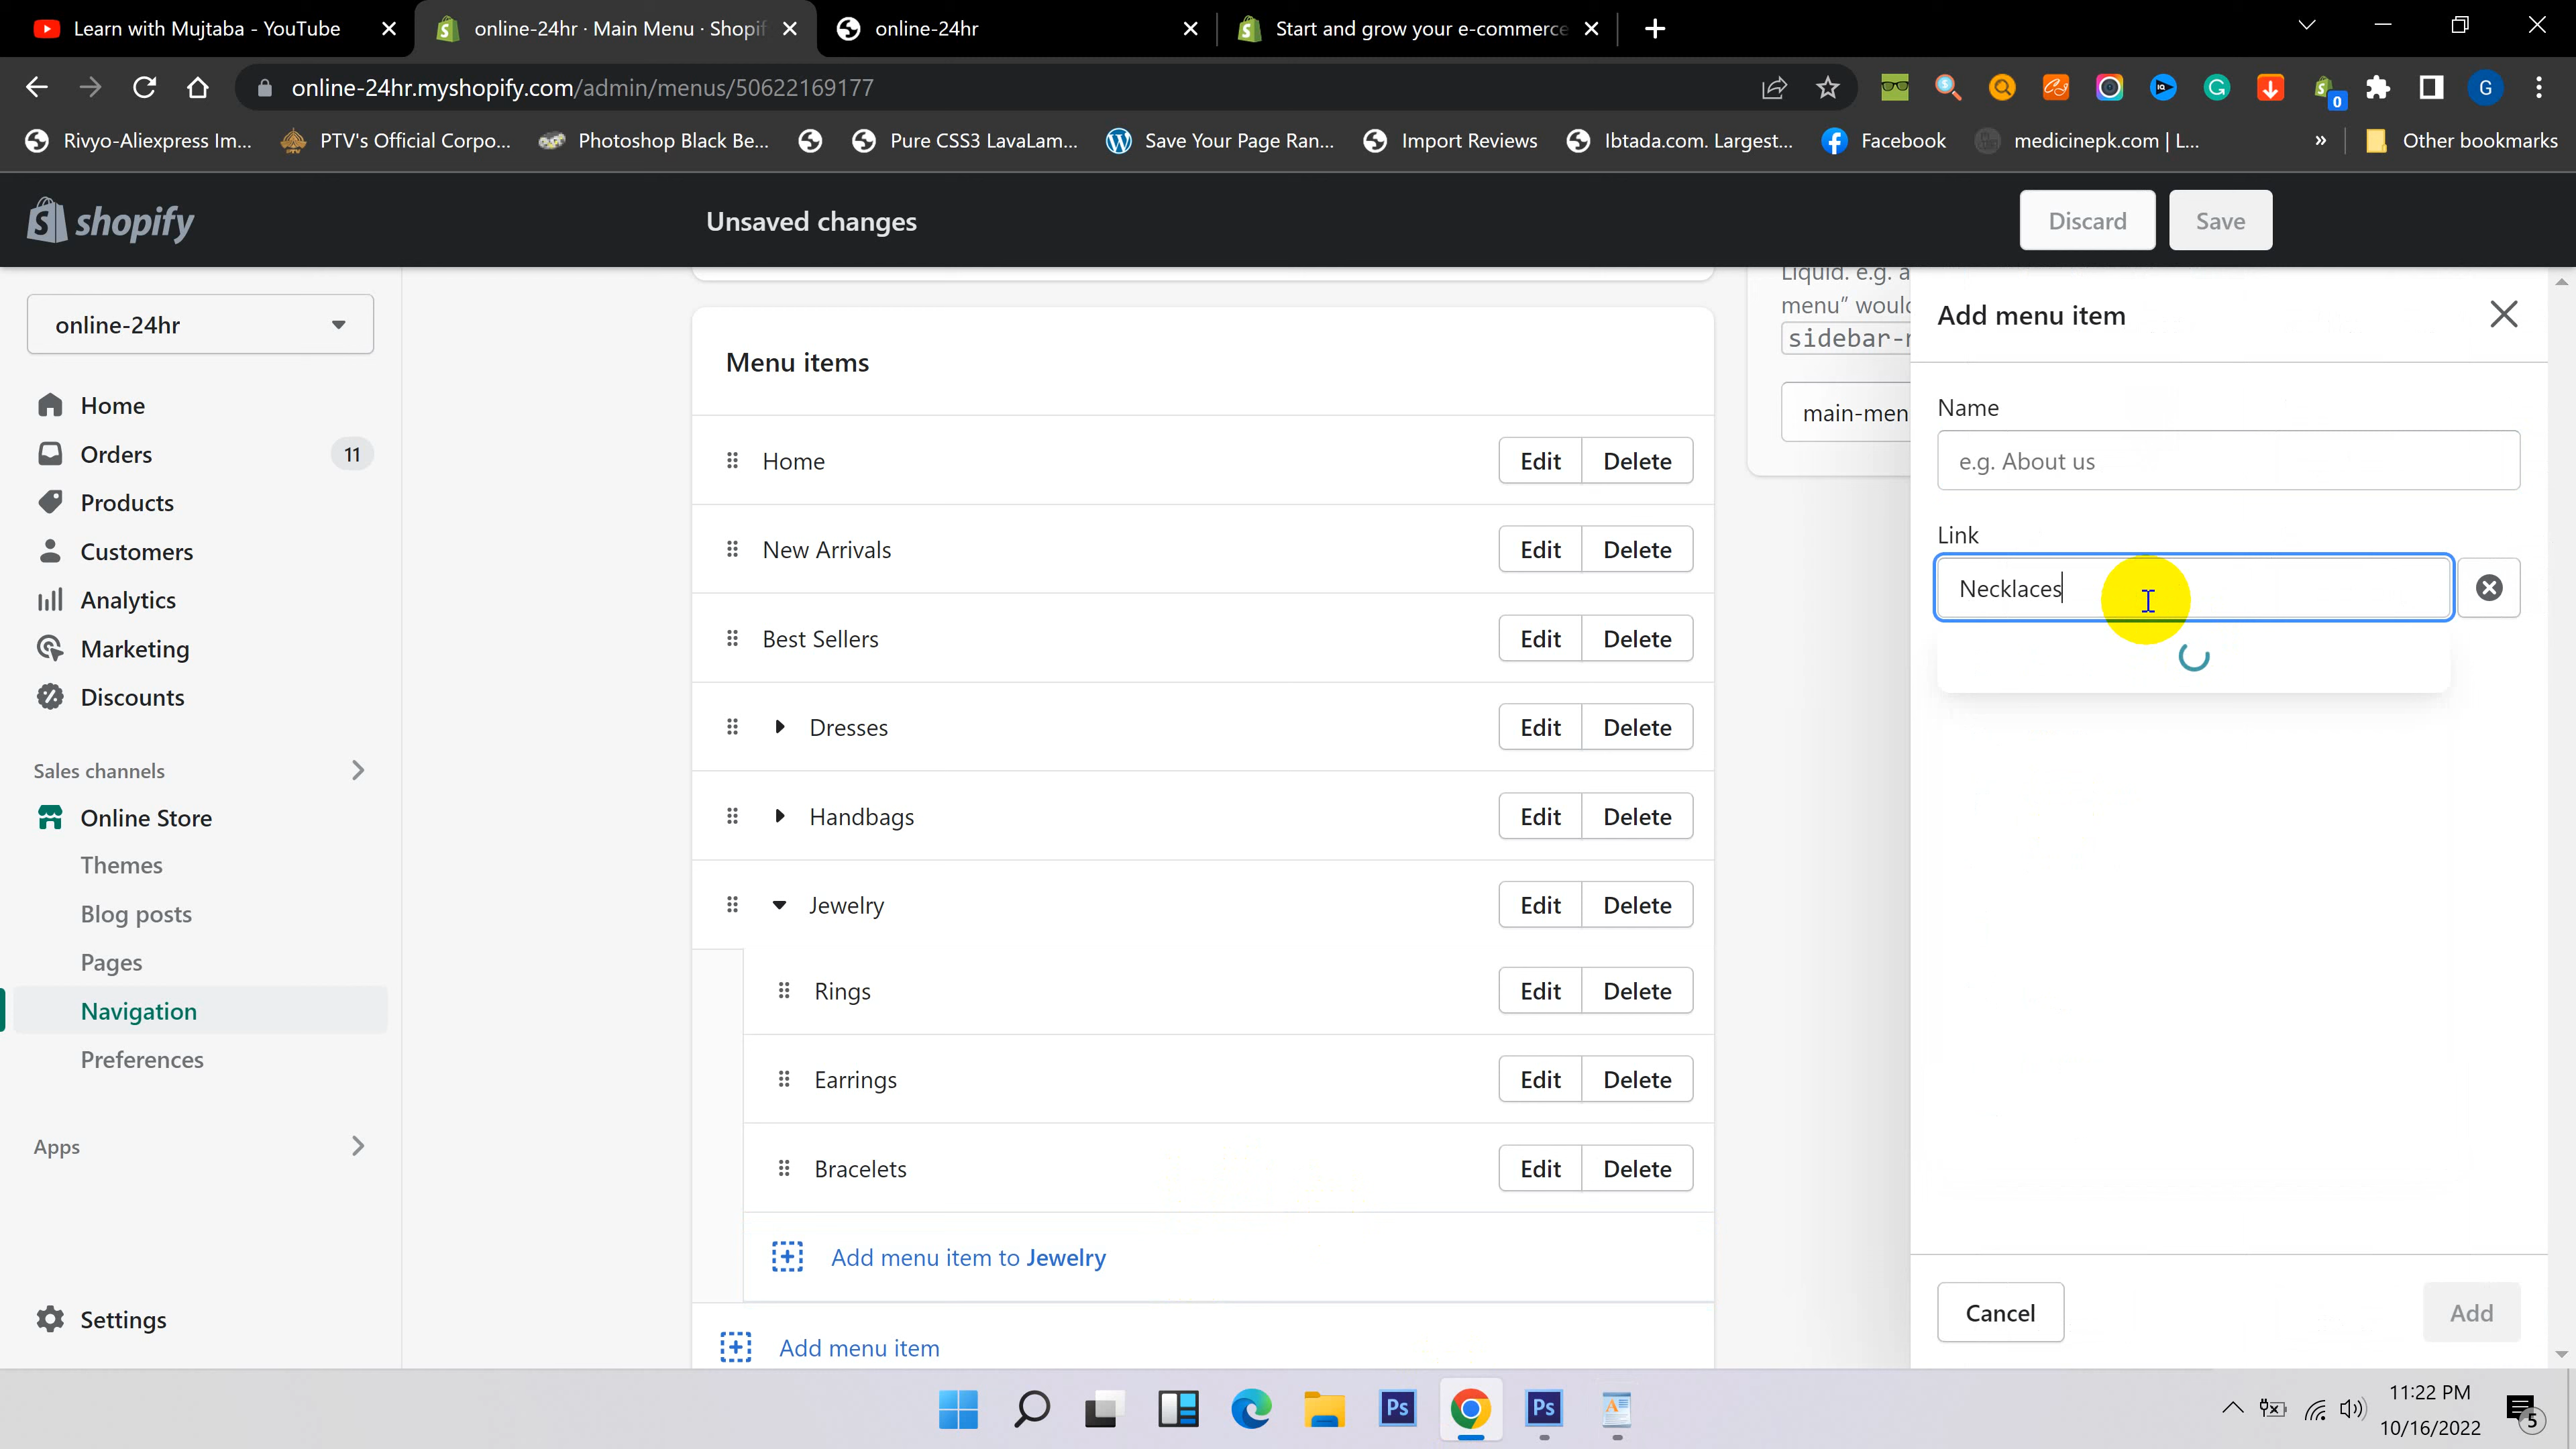 Learn with Mujtaba - YouTube
online-24hr · Main Menu · Shopif
online-24hr
Start and grow your e-commerce
online-24hr.myshopify.com/admin/menus/50622169177
Rivyo-Aliexpress Im...
PTV's Official Corpo...
Photoshop Black Be...
Pure CSS3 LavaLam...
Save Your Page Ran...
Import Reviews
Ibtada.com. Largest...
Facebook
medicinepk.com | L...
»
Other bookmarks
shopify
Unsaved changes
Discard
Save
online-24hr
Home
Orders
11
Products
Customers
Analytics
Marketing
Discounts
Sales channels
Online Store
Themes
Blog posts
Pages
Navigation
Preferences
Apps
Settings
Menu items
Home
Edit
Delete
New Arrivals
Edit
Delete
Best Sellers
Edit
Delete
Dresses
Edit
Delete
Handbags
Edit
Delete
Jewelry
Edit
Delete
Rings
Edit
Delete
Earrings
Edit
Delete
Bracelets
Edit
Delete
Add menu item to Jewelry
Add menu item
Liquid. e.g. a
menu” would
sidebar-
main-men
Add menu item
Name
e.g. About us
Link
Necklaces
Cancel
Add
Ps
Ps
11:22 PM
10/16/2022
5
G
0